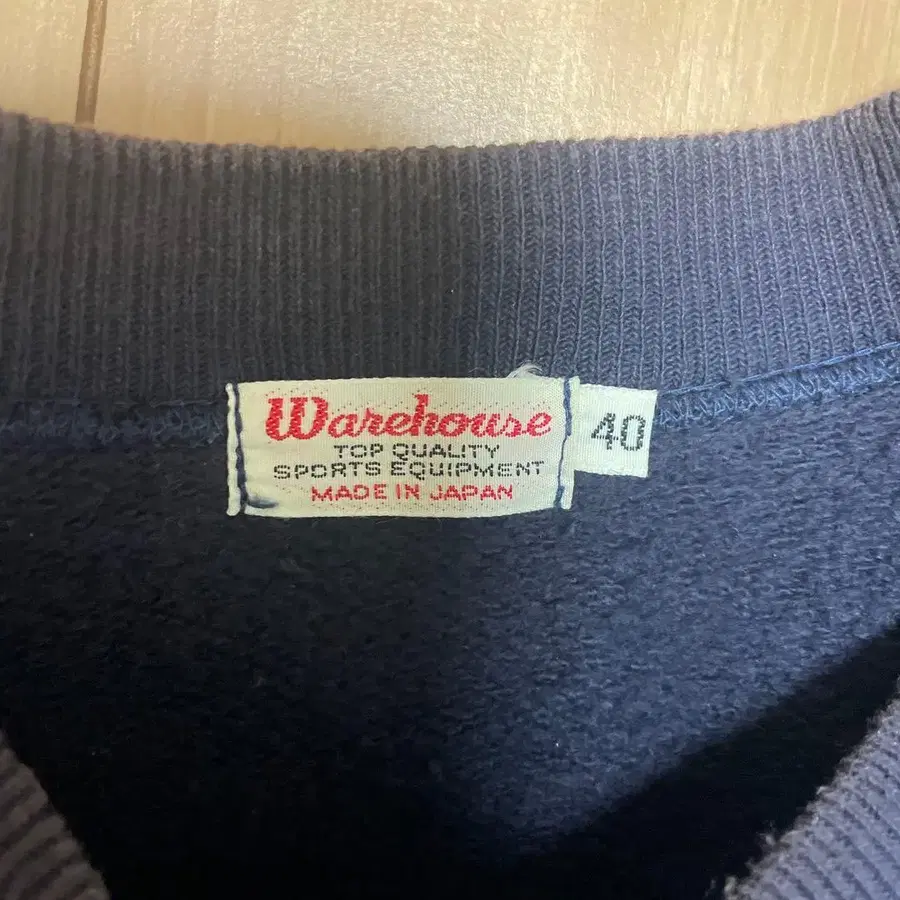 Warehouse
TOP QUALITY
SPORTS EQUIPMENT
MADE IN JAPAN
40